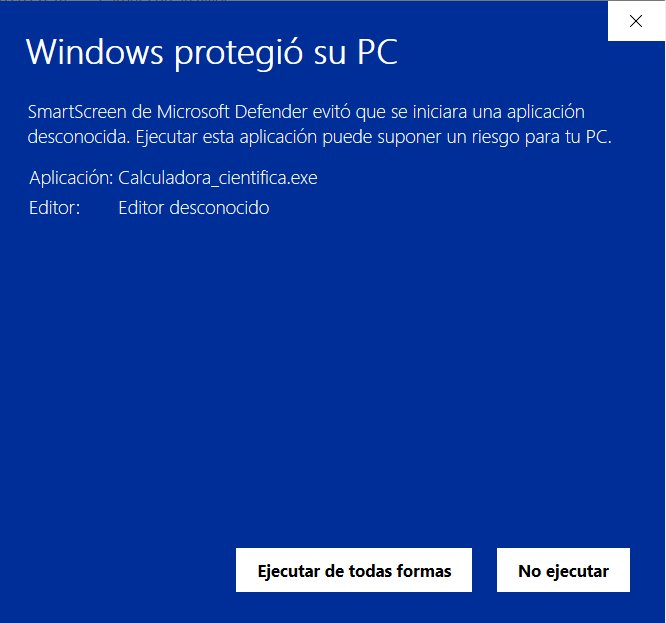 Windows protegió su PC
SmartScreen de Microsoft Defender evitó que se iniciara una aplicación
desconocida. Ejecutar esta aplicación puede suponer un riesgo para tu PC.
Aplicación: Calculadora_cientifica.exe
Editor: Editor desconocido
Ejecutar de todas formas No ejecutar